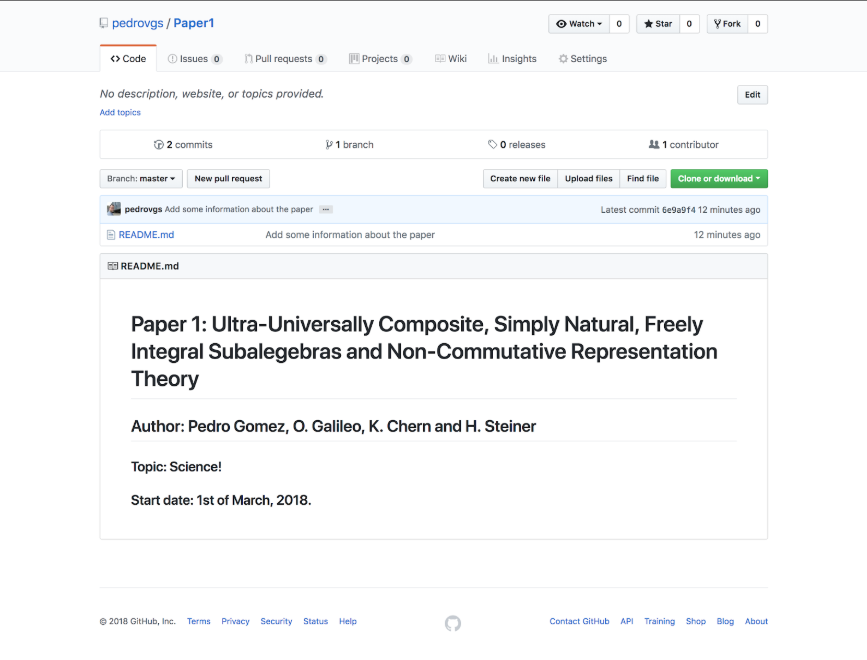 pedrovgs / Paper1
Watch 0 Star 0 Fork 0
Code Issues 0 Pull requests 0 Projects 0 Wiki Insights Settings
No description, website, or topics provided. Edit
Add topics
2 commits 1 branch 0 releases 1 contributor
Branch: master New pull request Create new file Upload files Find file Clone or download
pedrovgs Add some information about the paper ... Latest commit 6e9a9f4 12 minutes ago
README.md Add some information about the paper 12 minutes ago
README.md
Paper 1: Ultra-Universally Composite, Simply Natural, Freely
Integral Subalegebras and Non-Commutative Representation
Theory
Author: Pedro Gomez, O. Galileo, K. Chern and H. Steiner
Topic: Science!
Start date: 1st of March, 2018.
© 2018 GitHub, Inc. Terms Privacy Security Status Help Contact GitHub API Training Shop Blog About